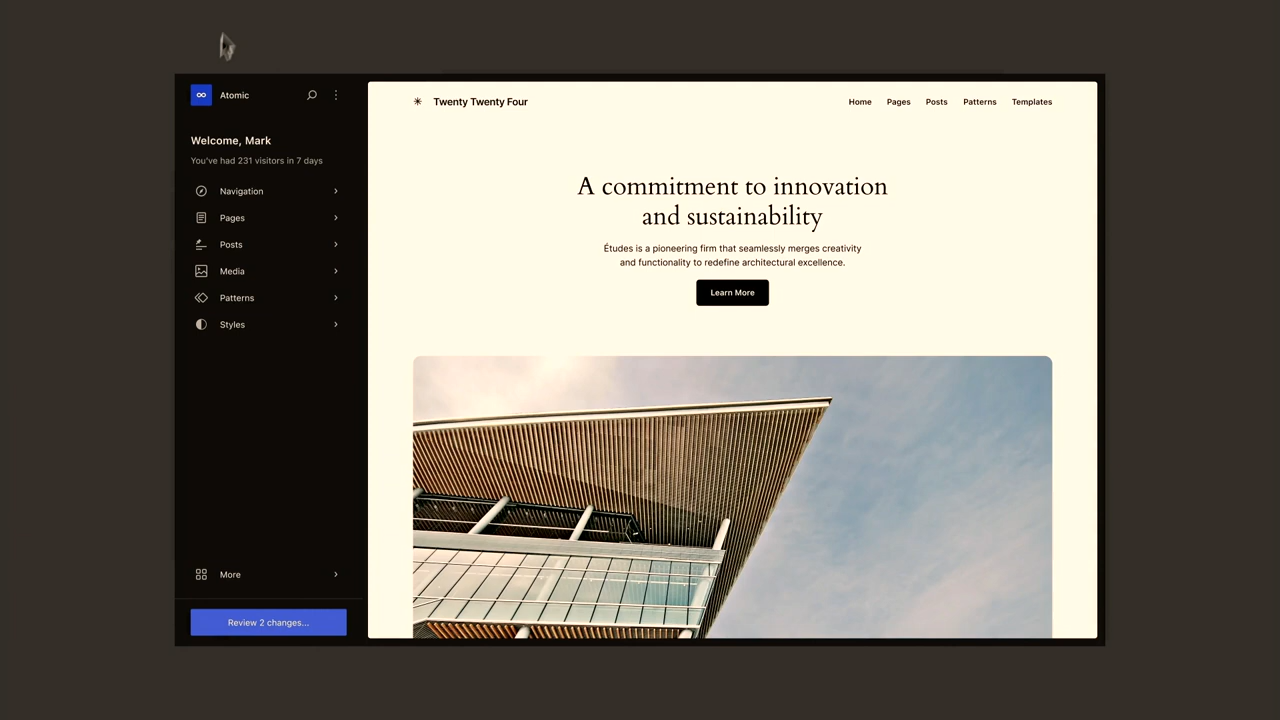 Atomic
Welcome, Mark
You've had 231 visitors in 7 days
Navigation
Pages
Posts
Media
Patterns
Styles
More
Review 2 changes...
Twenty Twenty Four
Home Pages Posts Patterns Templates
A commitment to innovation
and sustainability
Études is a pioneering firm that seamlessly merges creativity
and functionality to redefine architectural excellence.
Learn More